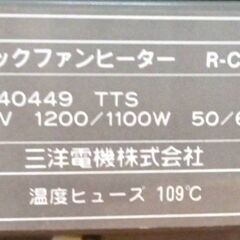 ックファンヒーター R-C
40449 TTS
V 1200/1100W 50/6
三洋電機株式会社
温度ヒューズ 109℃